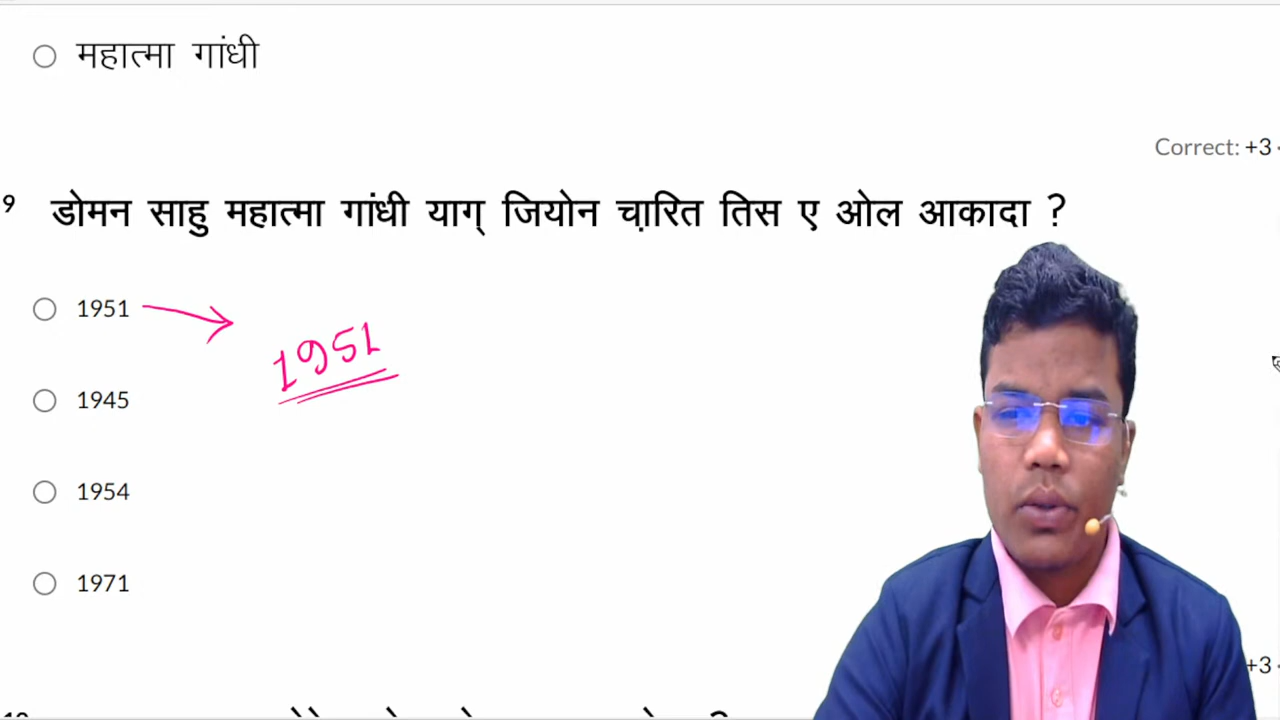 महात्मा गांधी
Correct: +3
9 डोमन साहु महात्मा गांधी याग् जियोन चा़रित तिस ए ओल आकादा ?
1951
1951
1945
1954
1971
+3